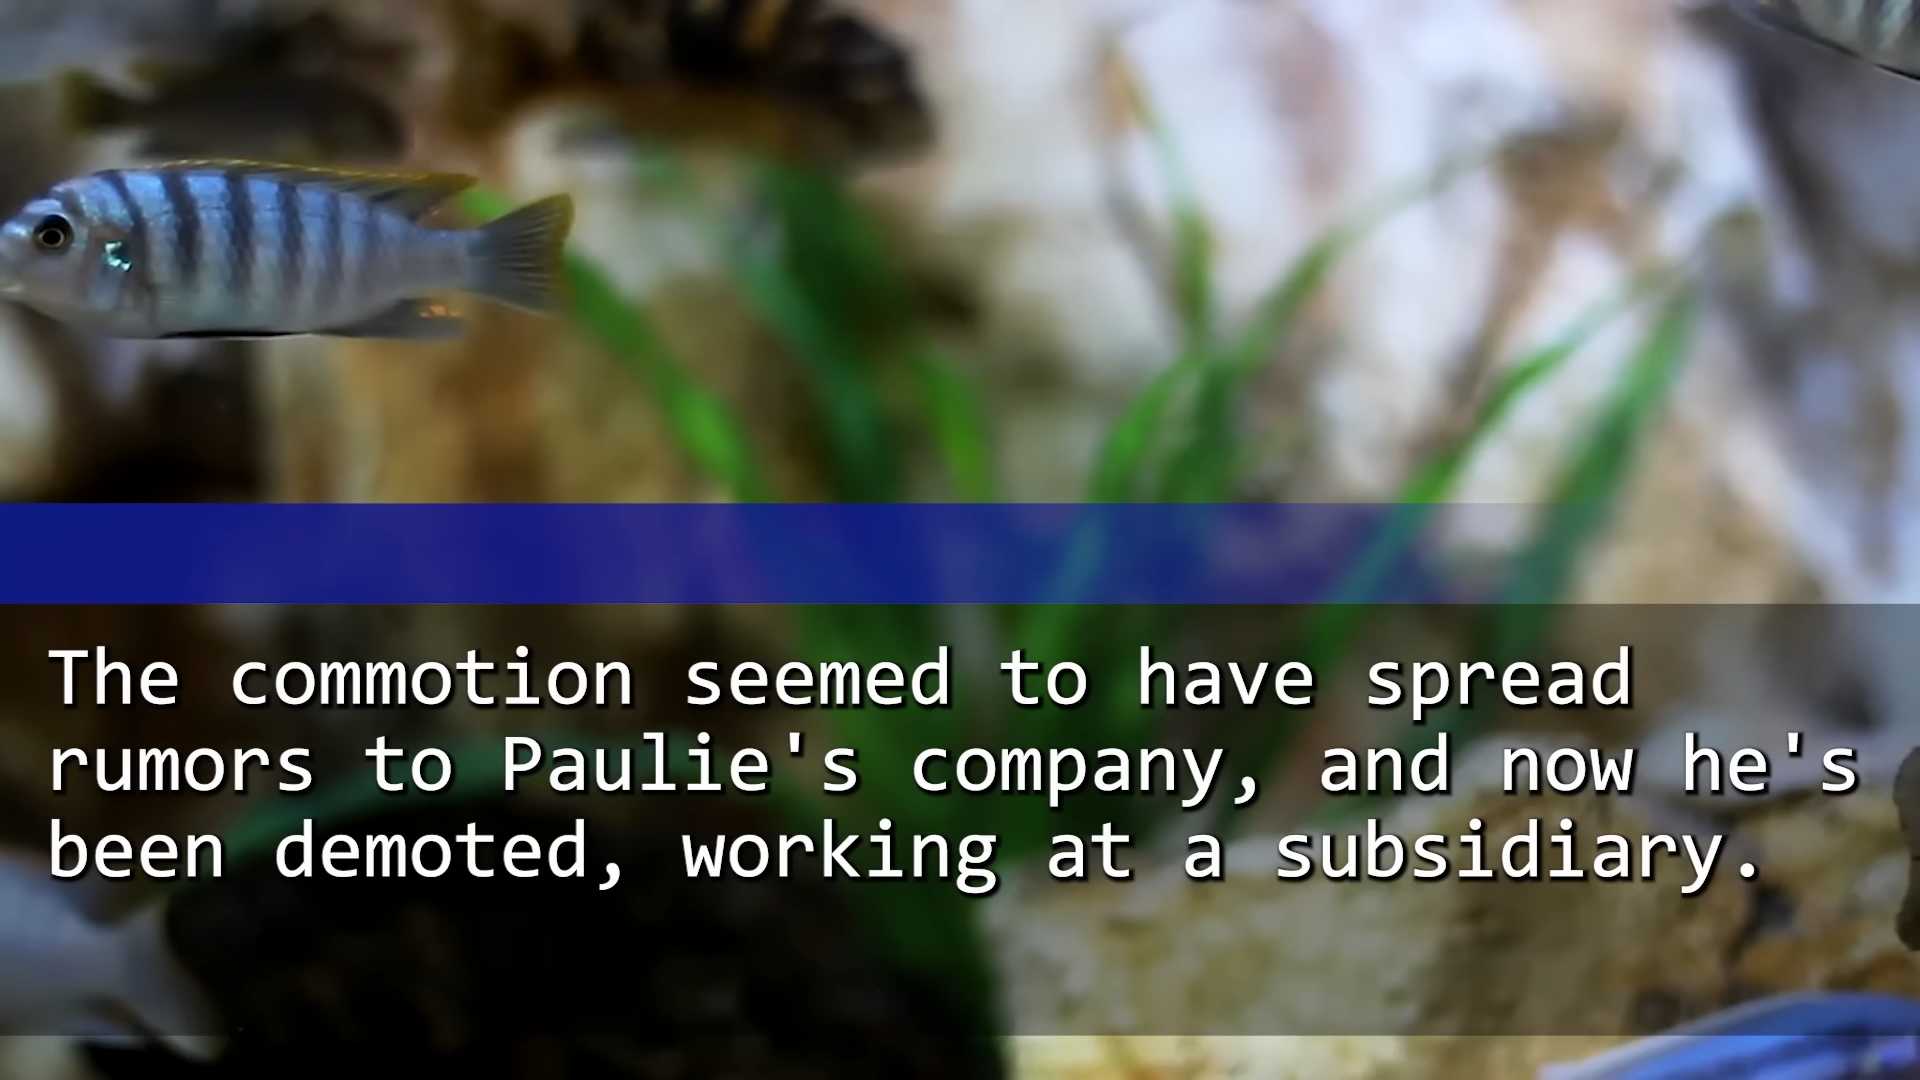 The commotion seemed to have spread
rumors to Paulie's company, and now he's
been demoted, working at a subsidiary.